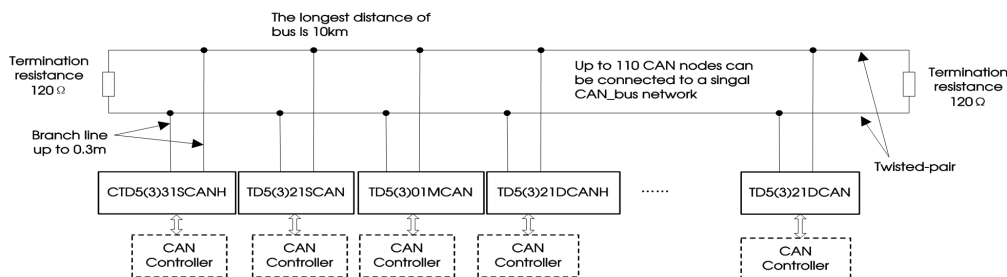 The longest distance of
bus is 10km
Termination
resistance
120Ω
Up to 110 CAN nodes can
be connected to a singal
CAN_bus network
Termination
resistance
120Ω
Branch line
up to 0.3m
Twisted-pair
CTD5(3)31SCANH
TD5(3)21SCAN
TD5(3)01MCAN
TD5(3)21DCANH
......
TD5(3)21DCAN
CAN
Controller
CAN
Controller
CAN
Controller
CAN
Controller
CAN
Controller